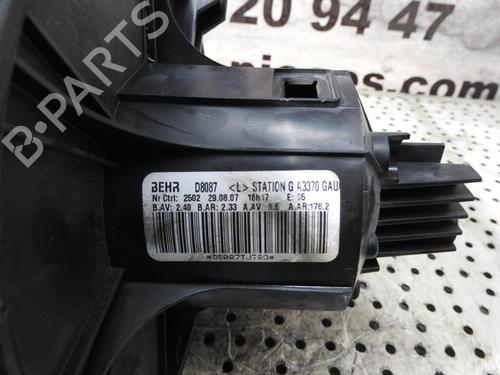 20 94 47
B-PARTS
BEHR D8087 <L> STATION G A3370 GAU
Nr Ctrl: 2502 29.08.07 16h17 E: 05
B.AV: 2.40 B.AR: 2.33 A.AV 8.6 A.AR:178.2
*D8087TJ780*